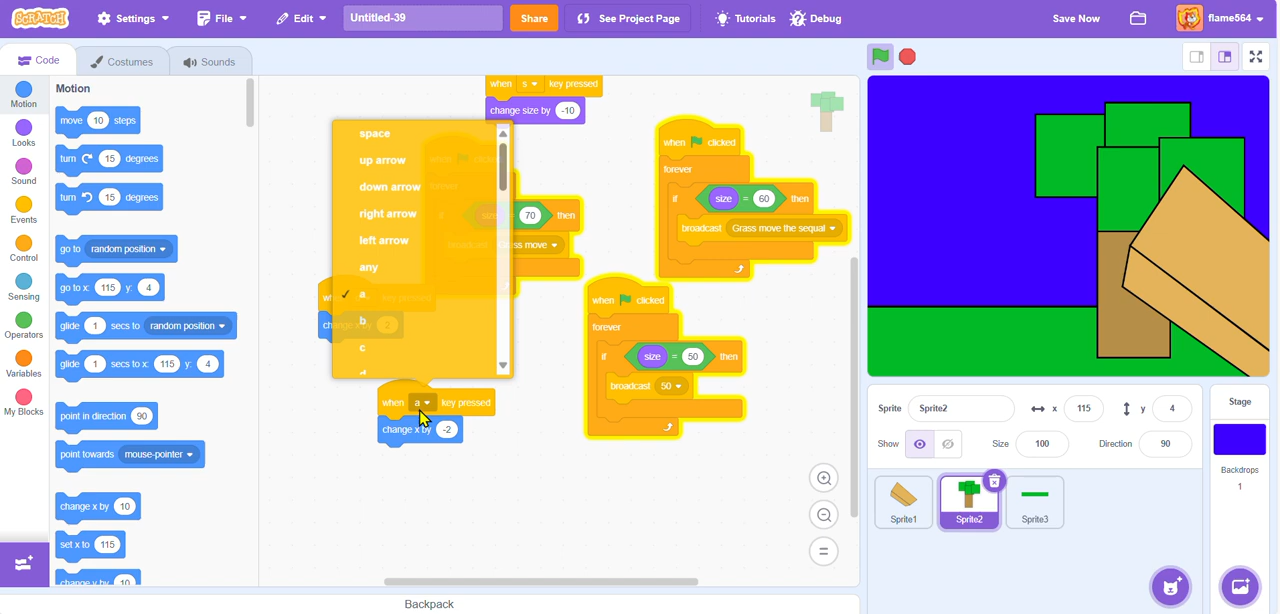 SCRATCH Settings File Edit Untitled-39 Share See Project Page Tutorials Debug Save Now flame564
Code Costumes Sounds
Motion
Looks
Sound
Events
Control
Sensing
Operators
Variables
My Blocks
Motion
move 10 steps
turn 15 degrees
turn 15 degrees
go to random position
go to x: 115 y: 4
glide 1 secs to random position
glide 1 secs to x: 115 y: 4
point in direction 90
point towards mouse-pointer
change x by 10
set x to 115
change y by 10
when s key pressed
change size by -10
space
up arrow
down arrow
right arrow
left arrow
any
✓ a
b
c
70 then
when a key pressed
change x by -2
when clicked
forever
if size = 60 then
broadcast Grass move the sequal
when clicked
forever
if size = 50 then
broadcast 50
Sprite Sprite2 x 115 y 4
Show Size 100 Direction 90
Sprite1 Sprite2 Sprite3
Stage
Backdrops
1
Backpack